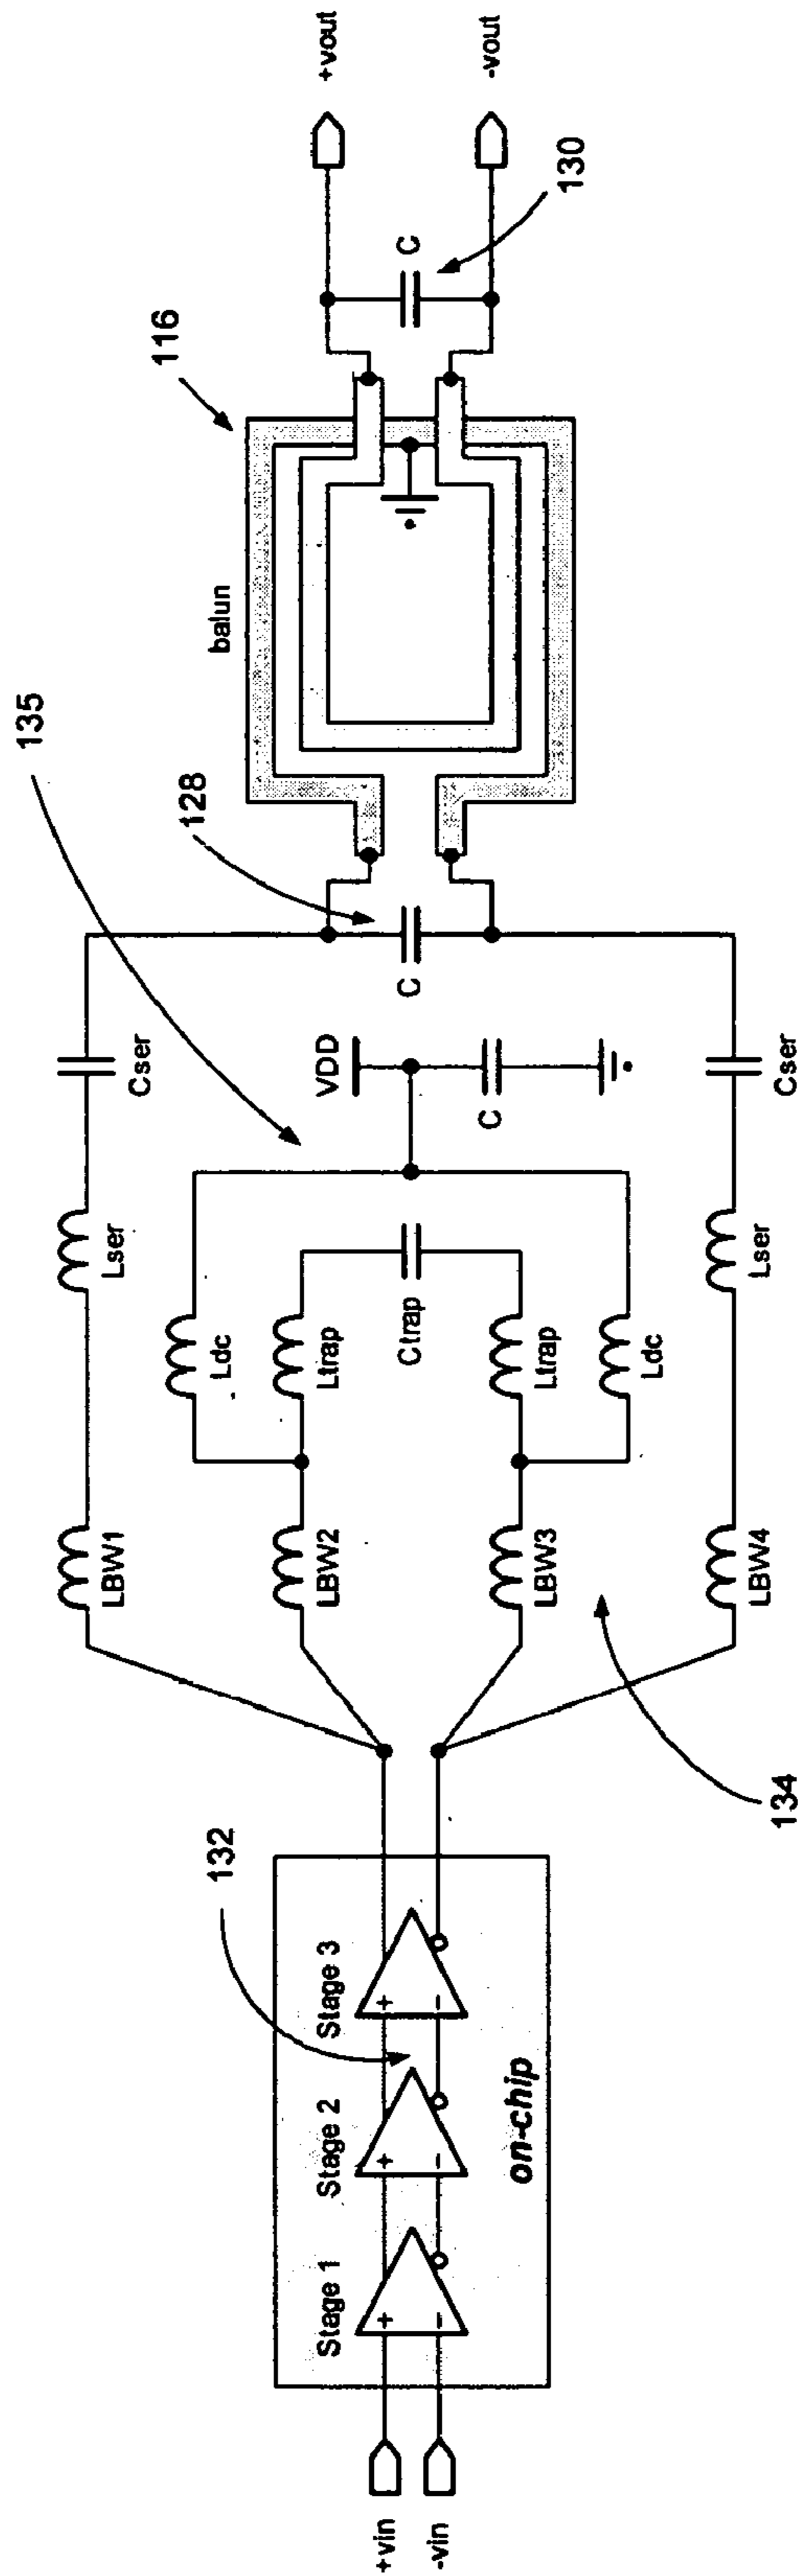 +vin
-vin
Stage 1
Stage 2
Stage 3
+
-
+
-
+
-
on-chip
132
134
LBW1
LBW2
LBW3
LBW4
Lser
Ldc
Ltrap
Ctrap
Ltrap
Ldc
Lser
135
Cser
VDD
C
Cser
128
C
balun
116
C
130
+vout
-vout